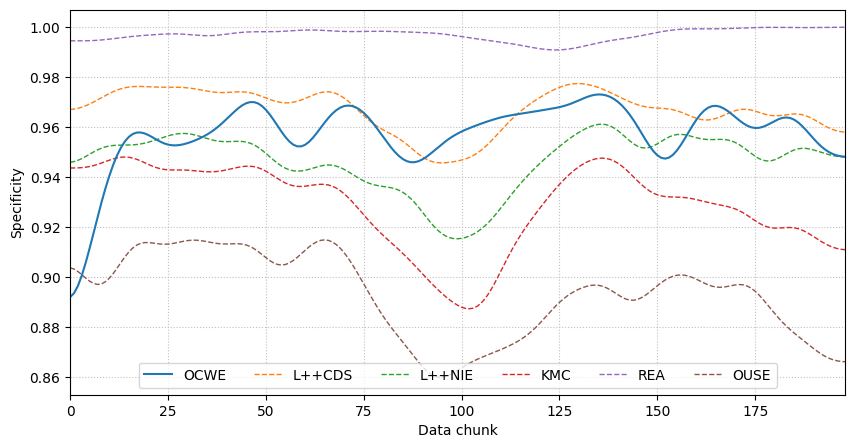 1.00
0.98
0.96
0.94
0.92
0.90
0.88
0.86
Specificity
OCWE L++CDS L++NIE KMC REA OUSE
0 25 50 75 100 125 150 175
Data chunk